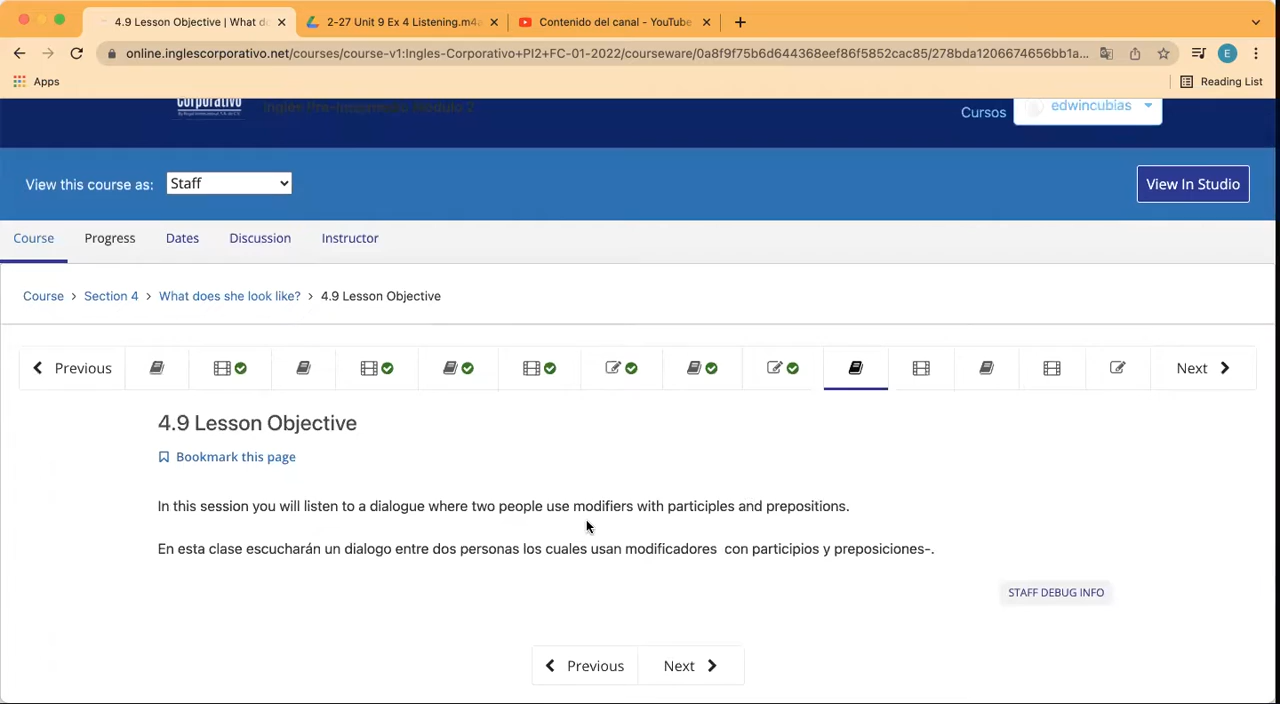 4.9 Lesson Objective | What do
2-27 Unit 9 Ex 4 Listening.m4a
Contenido del canal - YouTube
online.inglescorporativo.net/courses/course-v1:Ingles-Corporativo+PI2+FC-01-2022/courseware/0a8f9f75b6d644368eef86f5852cac85/278bda1206674656bb1a...
E
Apps
Reading List
Corporativo
Cursos
edwincubias
View this course as:
Staff
View In Studio
Course
Progress
Dates
Discussion
Instructor
Course > Section 4 > What does she look like? > 4.9 Lesson Objective
Previous
Next
4.9 Lesson Objective
Bookmark this page
In this session you will listen to a dialogue where two people use modifiers with participles and prepositions.
En esta clase escucharán un dialogo entre dos personas los cuales usan modificadores con participios y preposiciones-.
STAFF DEBUG INFO
Previous
Next